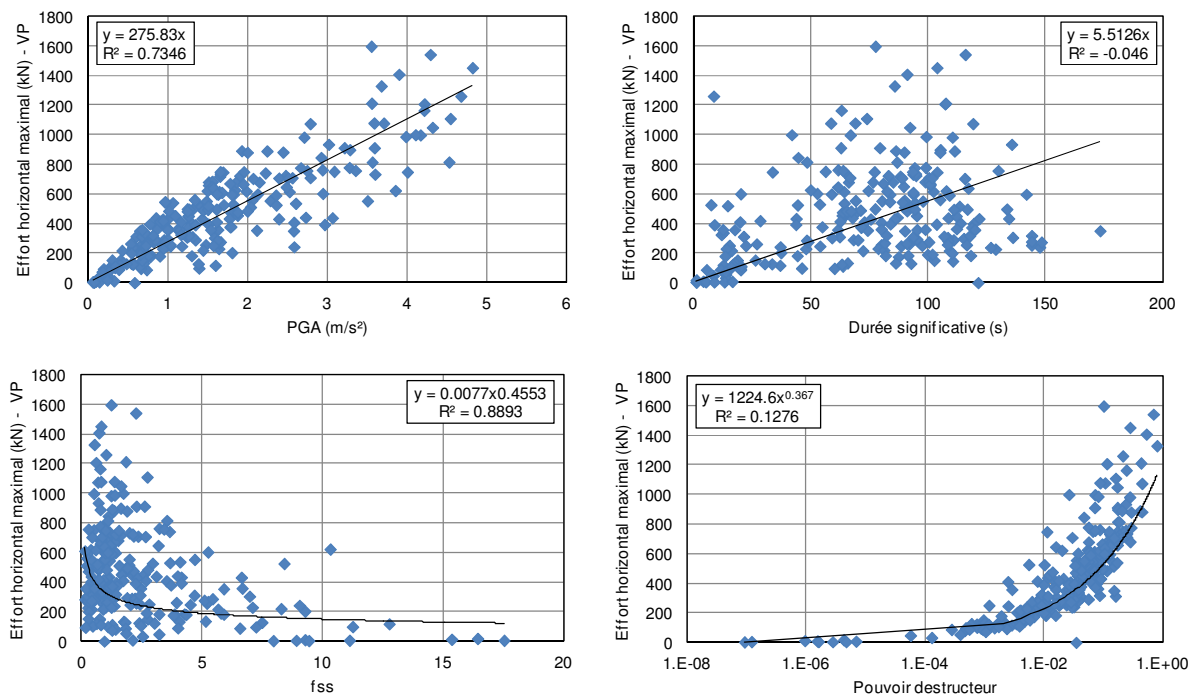 Effort horizontal maximal (kN) - VP
1800
1600
1400
1200
1000
800
600
400
200
0
y = 275.83x
R² = 0.7346
0 1 2 3 4 5 6
PGA (m/s²)
Effort horizontal maximal (kN) - VP
1800
1600
1400
1200
1000
800
600
400
200
0
y = 5.5126x
R² = -0.046
0 50 100 150 200
Durée significative (s)
Effort horizontal maximal (kN) - VP
1800
1600
1400
1200
1000
800
600
400
200
0
y = 0.0077x0.4553
R² = 0.8893
0 5 10 15 20
fss
Effort horizontal maximal (kN) - VP
1800
1600
1400
1200
1000
800
600
400
200
0
y = 1224.6x^0.367
R² = 0.1276
1.E-08 1.E-06 1.E-04 1.E-02 1.E+00
Pouvoir destructeur